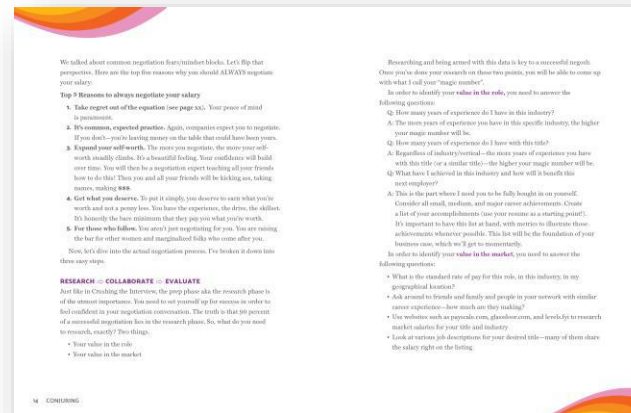 We talked about common negotiation fears/mindset blocks. Let's flip that
perspective. Here are the top five reasons why you should ALWAYS negotiate
your salary:
Top 5 Reasons to always negotiate your salary
1. Take regret out of the equation (see page xx). Your peace of mind
is paramount.
2. It's common, expected practice. Again, companies expect you to negotiate.
If you don't—you're leaving money on the table that could have been yours.
3. Expand your self-worth. The more you negotiate, the more your self-
worth steadily climbs. It's a beautiful feeling. Your confidence will build
over time. You will then be a negotiation expert teaching all your friends
how to do this! Then you and all your friends will be kicking ass, taking
names, making $$$.
4. Get what you deserve. To put it simply, you deserve to earn what you're
worth and not a penny less. You have the experience, the drive, the skillset.
It's honestly the bare minimum that they pay you what you're worth.
5. For those who follow. You aren't just negotiating for you. You are raising
the bar for other women and marginalized folks who come after you.
Now, let's dive into the actual negotiation process. I've broken it down into
three easy steps.
RESEARCH ⇨ COLLABORATE ⇨ EVALUATE
Just like in Crushing the Interview, the prep phase aka the research phase is
of the utmost importance. You need to set yourself up for success in order to
feel confident in your negotiation conversation. The truth is that 90 percent
of a successful negotiation lies in the research phase. So, what do you need
to research, exactly? Two things.
• Your value in the role
• Your value in the market
14 CONJURING
Researching and being armed with this data is key to a successful negoti.
Once you've done your research on these two points, you will be able to come up
with what I call your "magic number".
In order to identify your value in the role, you need to answer the
following questions:
Q: How many years of experience do I have in this industry?
A: The more years of experience you have in this specific industry, the higher
your magic number will be.
Q: How many years of experience do I have with this title?
A: Regardless of industry/vertical—the more years of experience you have
with this title (or a similar title)—the higher your magic number will be.
Q: What have I achieved in this industry and how will it benefit this
next employer?
A: This is the part where I need you to be fully bought in on yourself.
Consider all small, medium, and major career achievements. Create
a list of your accomplishments (use your resume as a starting point!).
It's important to have this list at hand, with metrics to illustrate those
achievements whenever possible. This list will be the foundation of your
business case, which we'll get to momentarily.
In order to identify your value in the market, you need to answer the
following questions:
• What is the standard rate of pay for this role, in this industry, in my
geographical location?
• Ask around to friends and family and people in your network with similar
career experience—how much are they making?
• Use websites such as payscale.com, glassdoor.com, and levels.fyi to research
market salaries for your title and industry
• Look at various job descriptions for your desired title—many of them share
the salary right on the listing